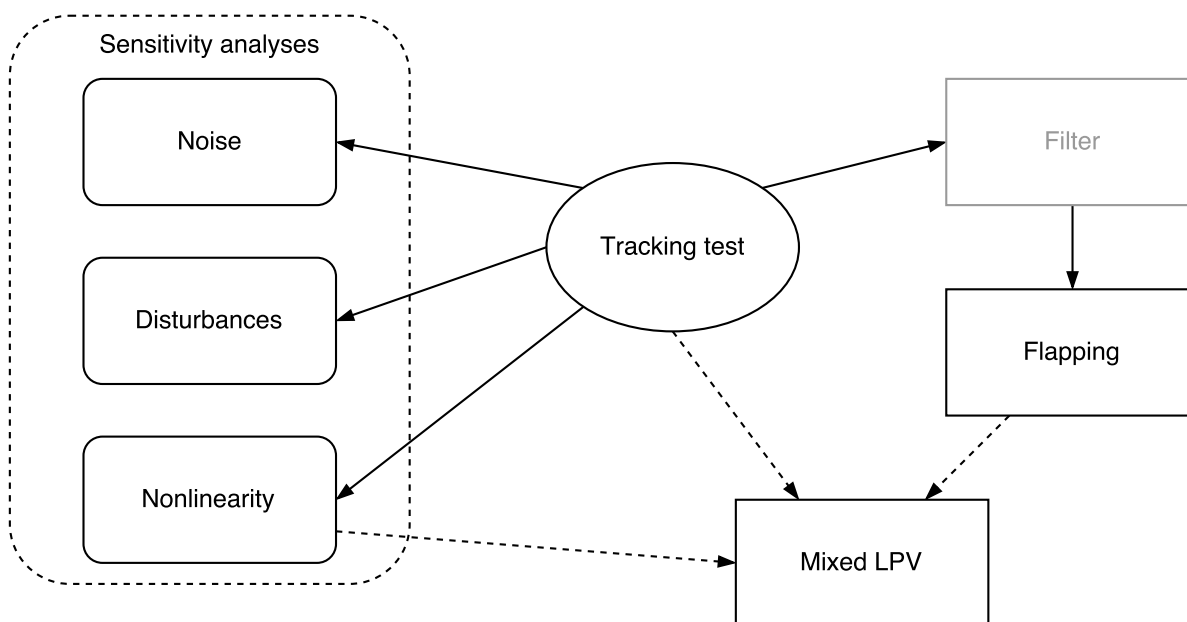 Sensitivity analyses
Noise
Filter
Tracking test
Disturbances
Flapping
Nonlinearity
Mixed LPV